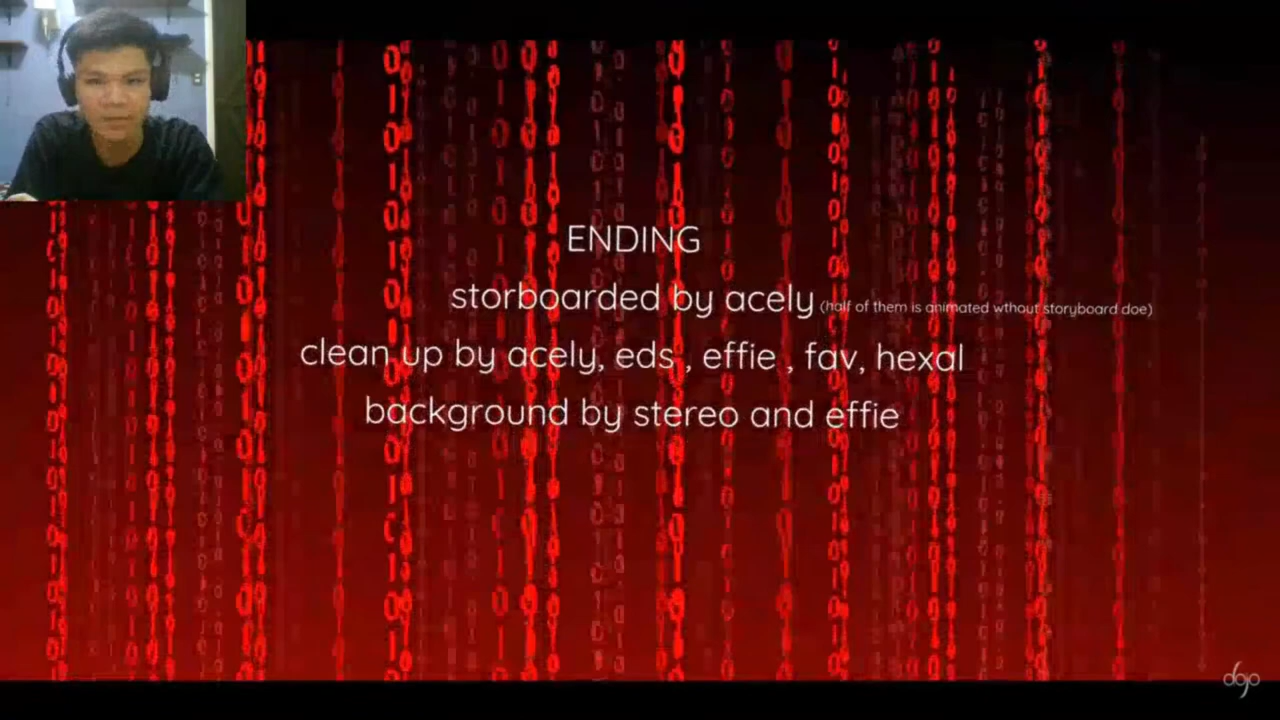 ENDING
storboarded by acely (half of them is animated wthout storyboard doe)
clean up by acely, eds , effie , fav, hexal
background by stereo and effie
dojo